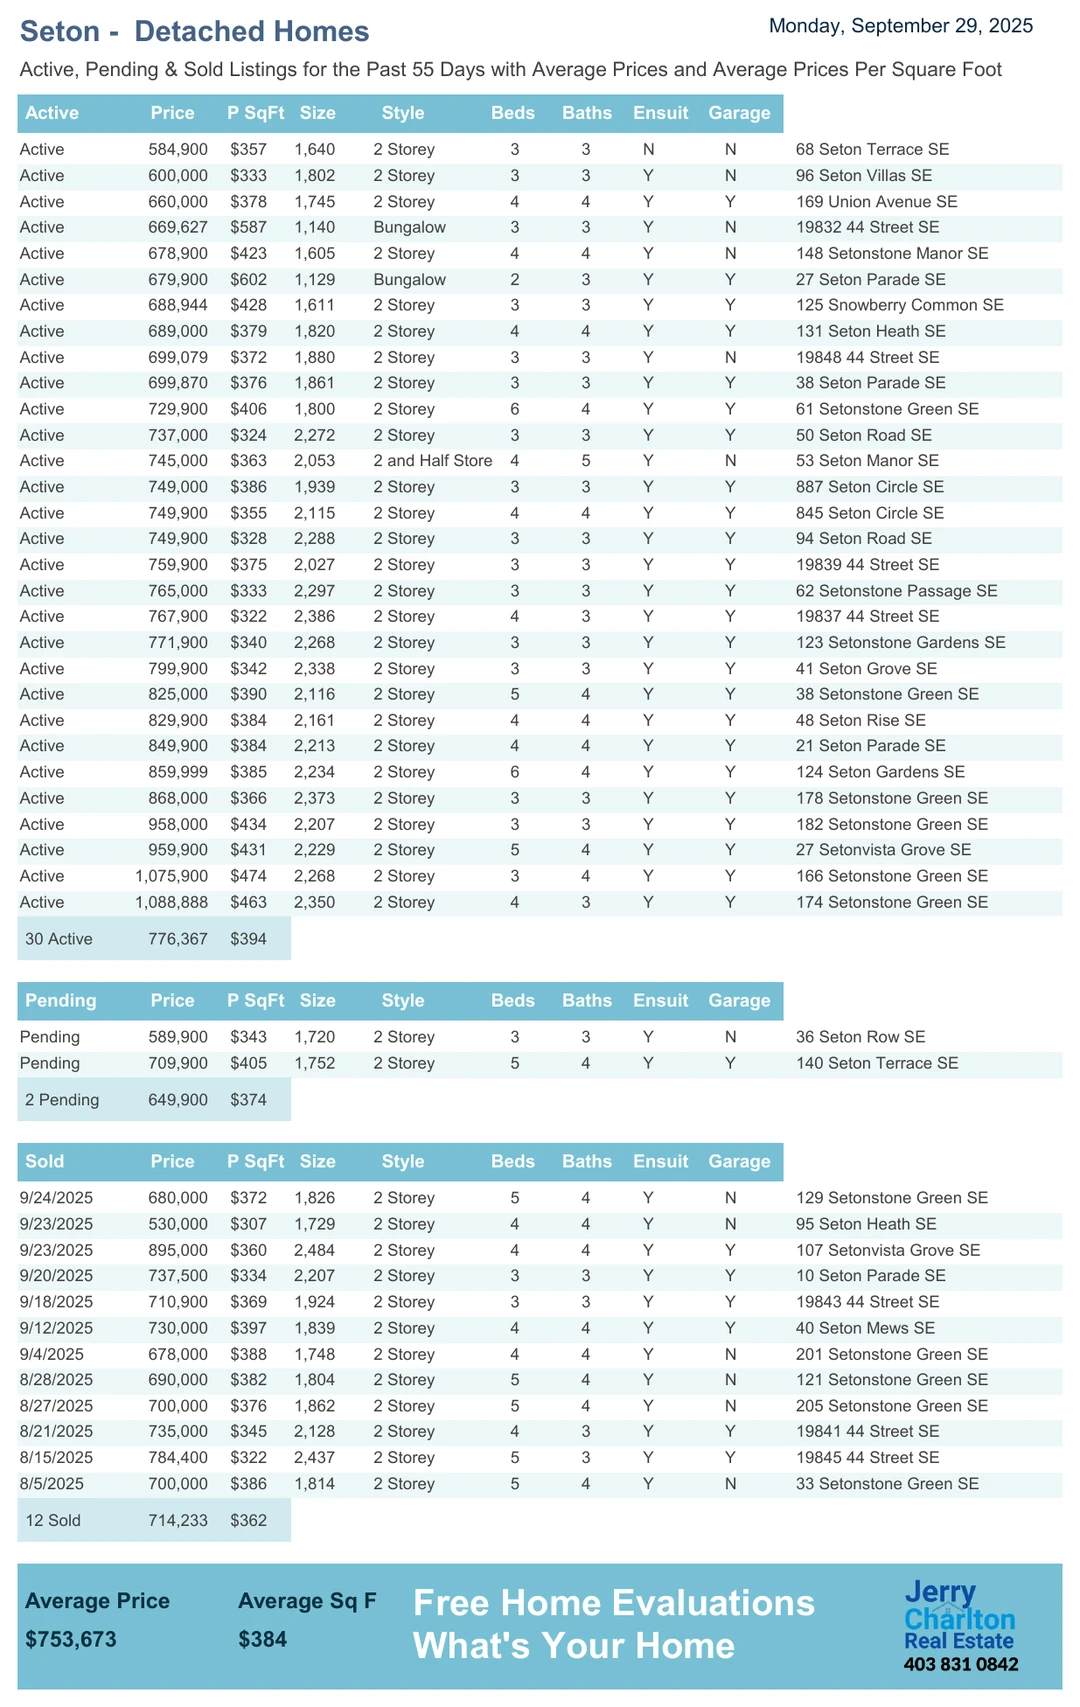 Seton - Detached Homes
Monday, September 29, 2025
Active, Pending & Sold Listings for the Past 55 Days with Average Prices and Average Prices Per Square Foot
Active Price P SqFt Size Style Beds Baths Ensuit Garage
Active 584,900 $357 1,640 2 Storey 3 3 N N 68 Seton Terrace SE
Active 600,000 $333 1,802 2 Storey 3 3 Y N 96 Seton Villas SE
Active 660,000 $378 1,745 2 Storey 4 4 Y Y 169 Union Avenue SE
Active 669,627 $587 1,140 Bungalow 3 3 Y N 19832 44 Street SE
Active 678,900 $423 1,605 2 Storey 4 4 Y N 148 Setonstone Manor SE
Active 679,900 $602 1,129 Bungalow 2 3 Y Y 27 Seton Parade SE
Active 688,944 $428 1,611 2 Storey 3 3 Y Y 125 Snowberry Common SE
Active 689,000 $379 1,820 2 Storey 4 4 Y Y 131 Seton Heath SE
Active 699,079 $372 1,880 2 Storey 3 3 Y N 19848 44 Street SE
Active 699,870 $376 1,861 2 Storey 3 3 Y Y 38 Seton Parade SE
Active 729,900 $406 1,800 2 Storey 6 4 Y Y 61 Setonstone Green SE
Active 737,000 $324 2,272 2 Storey 3 3 Y Y 50 Seton Road SE
Active 745,000 $363 2,053 2 and Half Store 4 5 Y N 53 Seton Manor SE
Active 749,000 $386 1,939 2 Storey 3 3 Y Y 887 Seton Circle SE
Active 749,900 $355 2,115 2 Storey 4 4 Y Y 845 Seton Circle SE
Active 749,900 $328 2,288 2 Storey 3 3 Y Y 94 Seton Road SE
Active 759,900 $375 2,027 2 Storey 3 3 Y Y 19839 44 Street SE
Active 765,000 $333 2,297 2 Storey 3 3 Y Y 62 Setonstone Passage SE
Active 767,900 $322 2,386 2 Storey 4 3 Y Y 19837 44 Street SE
Active 771,900 $340 2,268 2 Storey 3 3 Y Y 123 Setonstone Gardens SE
Active 799,900 $342 2,338 2 Storey 3 3 Y Y 41 Seton Grove SE
Active 825,000 $390 2,116 2 Storey 5 4 Y Y 38 Setonstone Green SE
Active 829,900 $384 2,161 2 Storey 4 4 Y Y 48 Seton Rise SE
Active 849,900 $384 2,213 2 Storey 4 4 Y Y 21 Seton Parade SE
Active 859,999 $385 2,234 2 Storey 6 4 Y Y 124 Seton Gardens SE
Active 868,000 $366 2,373 2 Storey 3 3 Y Y 178 Setonstone Green SE
Active 958,000 $434 2,207 2 Storey 3 3 Y Y 182 Setonstone Green SE
Active 959,900 $431 2,229 2 Storey 5 4 Y Y 27 Setonvista Grove SE
Active 1,075,900 $474 2,268 2 Storey 3 4 Y Y 166 Setonstone Green SE
Active 1,088,888 $463 2,350 2 Storey 4 3 Y Y 174 Setonstone Green SE
30 Active 776,367 $394
Pending Price P SqFt Size Style Beds Baths Ensuit Garage
Pending 589,900 $343 1,720 2 Storey 3 3 Y N 36 Seton Row SE
Pending 709,900 $405 1,752 2 Storey 5 4 Y Y 140 Seton Terrace SE
2 Pending 649,900 $374
Sold Price P SqFt Size Style Beds Baths Ensuit Garage
9/24/2025 680,000 $372 1,826 2 Storey 5 4 Y N 129 Setonstone Green SE
9/23/2025 530,000 $307 1,729 2 Storey 4 4 Y N 95 Seton Heath SE
9/23/2025 895,000 $360 2,484 2 Storey 4 4 Y Y 107 Setonvista Grove SE
9/20/2025 737,500 $334 2,207 2 Storey 3 3 Y Y 10 Seton Parade SE
9/18/2025 710,900 $369 1,924 2 Storey 3 3 Y Y 19843 44 Street SE
9/12/2025 730,000 $397 1,839 2 Storey 4 4 Y Y 40 Seton Mews SE
9/4/2025 678,000 $388 1,748 2 Storey 4 4 Y N 201 Setonstone Green SE
8/28/2025 690,000 $382 1,804 2 Storey 5 4 Y N 121 Setonstone Green SE
8/27/2025 700,000 $376 1,862 2 Storey 5 4 Y N 205 Setonstone Green SE
8/21/2025 735,000 $345 2,128 2 Storey 4 3 Y Y 19841 44 Street SE
8/15/2025 784,400 $322 2,437 2 Storey 5 3 Y Y 19845 44 Street SE
8/5/2025 700,000 $386 1,814 2 Storey 5 4 Y N 33 Setonstone Green SE
12 Sold 714,233 $362
Average Price Average Sq F
$753,673 $384
Free Home Evaluations
What's Your Home
Jerry
Charlton
Real Estate
403 831 0842